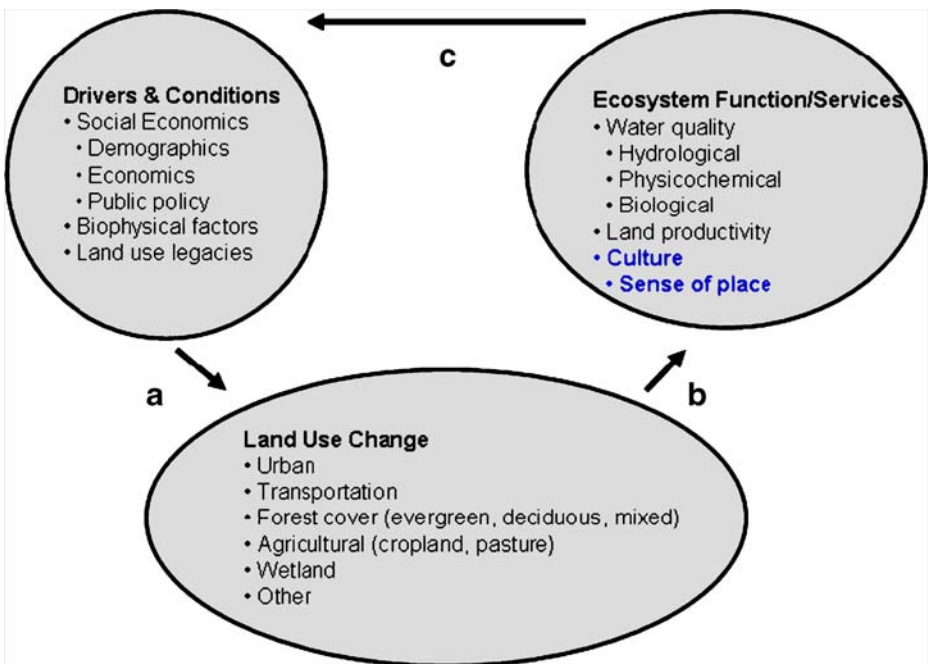 c
Drivers & Conditions
• Social Economics
• Demographics
• Economics
• Public policy
• Biophysical factors
• Land use legacies
Ecosystem Function/Services
• Water quality
• Hydrological
• Physicochemical
• Biological
• Land productivity
• Culture
• Sense of place
a
b
Land Use Change
• Urban
• Transportation
• Forest cover (evergreen, deciduous, mixed)
• Agricultural (cropland, pasture)
• Wetland
• Other